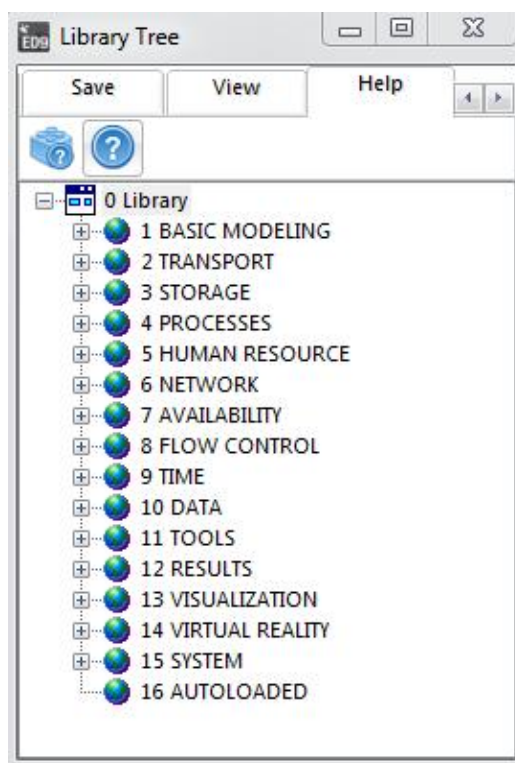 ED9 Library Tree
Save View Help
0 Library
1 BASIC MODELING
2 TRANSPORT
3 STORAGE
4 PROCESSES
5 HUMAN RESOURCE
6 NETWORK
7 AVAILABILITY
8 FLOW CONTROL
9 TIME
10 DATA
11 TOOLS
12 RESULTS
13 VISUALIZATION
14 VIRTUAL REALITY
15 SYSTEM
16 AUTOLOADED